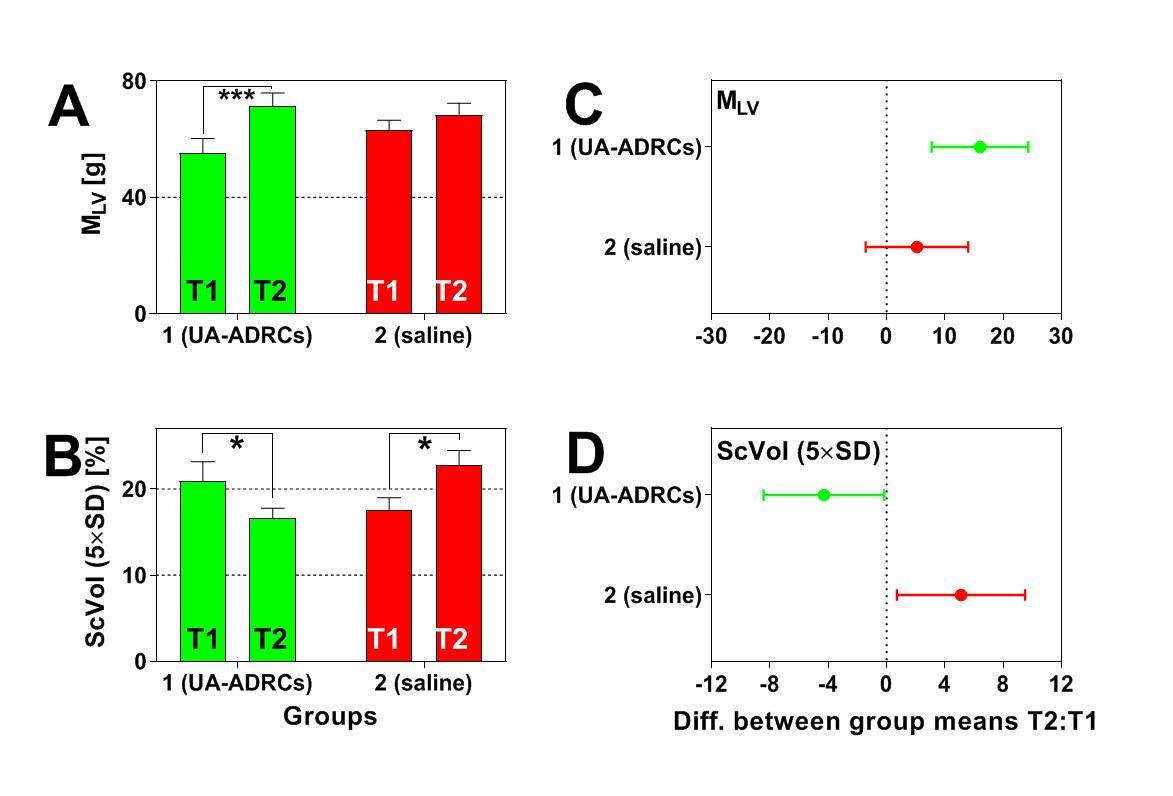 A
M_LV [g]
80
40
0
***
T1 T2 T1 T2
1 (UA-ADRCs) 2 (saline)
C
M_LV
1 (UA-ADRCs)
2 (saline)
-30 -20 -10 0 10 20 30
B
ScVol (5×SD) [%]
20
10
0
* *
T1 T2 T1 T2
1 (UA-ADRCs) 2 (saline)
Groups
D
ScVol (5×SD)
1 (UA-ADRCs)
2 (saline)
-12 -8 -4 0 4 8 12
Diff. between group means T2:T1